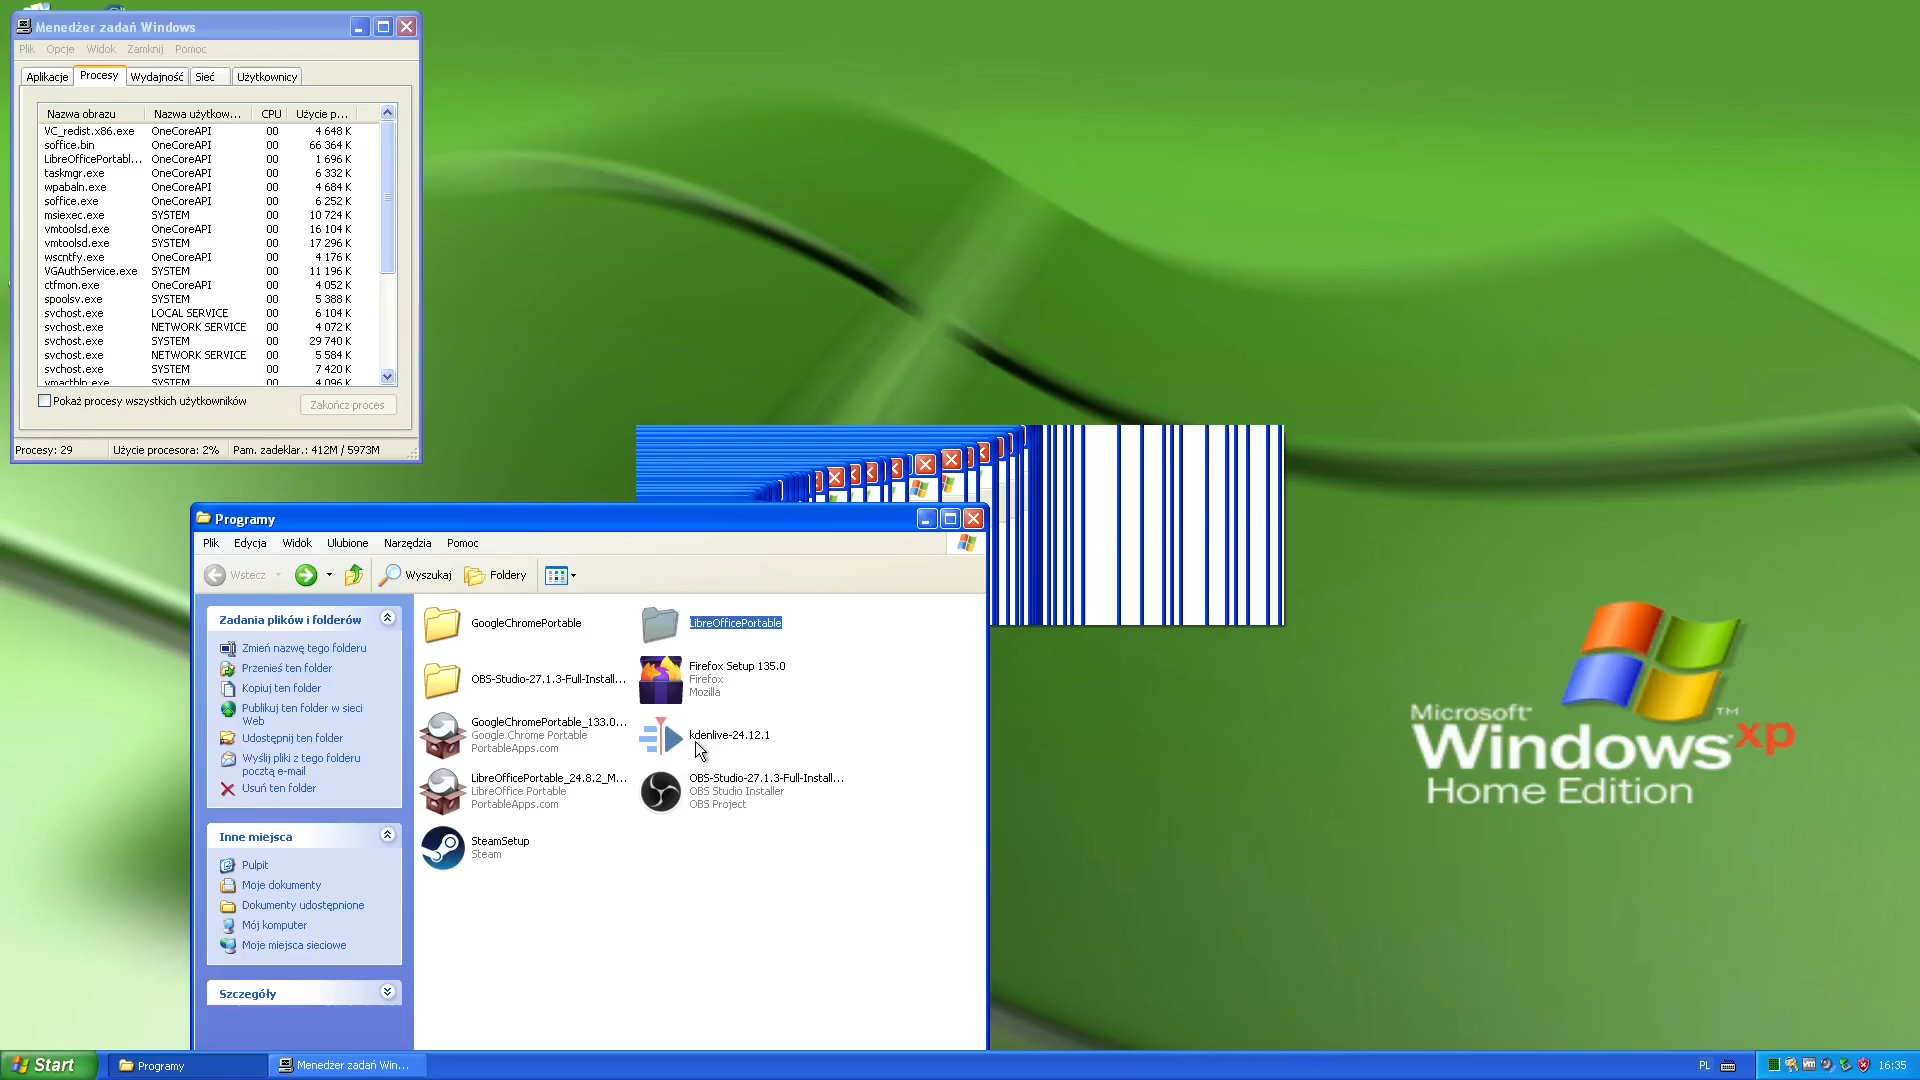 Menedżer zadań Windows
Plik Opcje Widok Zamknij Pomoc
Aplikacje Procesy Wydajność Sieć Użytkownicy
Nazwa obrazu Nazwa użytkow... CPU Użycie p...
VC_redist.x86.exe OneCoreAPI 00 4 648 K
soffice.bin OneCoreAPI 00 66 364 K
LibreOfficePortabl... OneCoreAPI 00 1 696 K
taskmgr.exe OneCoreAPI 00 6 332 K
wpabaln.exe OneCoreAPI 00 4 684 K
soffice.exe OneCoreAPI 00 6 252 K
msiexec.exe SYSTEM 00 10 724 K
vmtoolsd.exe OneCoreAPI 00 16 104 K
vmtoolsd.exe SYSTEM 00 17 296 K
wscntfy.exe OneCoreAPI 00 4 176 K
VGAuthService.exe SYSTEM 00 11 196 K
ctfmon.exe OneCoreAPI 00 4 052 K
spoolsv.exe SYSTEM 00 5 388 K
svchost.exe LOCAL SERVICE 00 6 104 K
svchost.exe NETWORK SERVICE 00 4 072 K
svchost.exe SYSTEM 00 29 740 K
svchost.exe NETWORK SERVICE 00 5 584 K
svchost.exe SYSTEM 00 7 420 K
vmacthlp.exe SYSTEM 00 4 096 K
Pokaż procesy wszystkich użytkowników
Zakończ proces
Procesy: 29 Użycie procesora: 2% Pam. zadeklar.: 412M / 5973M
Programy
Plik Edycja Widok Ulubione Narzędzia Pomoc
Wstecz Wyszukaj Foldery
Zadania plików i folderów
Zmień nazwę tego folderu
Przenieś ten folder
Kopiuj ten folder
Publikuj ten folder w sieci
Web
Udostępnij ten folder
Wyślij pliki z tego folderu
pocztą e-mail
Usuń ten folder
Inne miejsca
Pulpit
Moje dokumenty
Dokumenty udostępnione
Mój komputer
Moje miejsca sieciowe
Szczegóły
GoogleChromePortable
LibreOfficePortable
OBS-Studio-27.1.3-Full-Install...
Firefox Setup 135.0
Firefox
Mozilla
GoogleChromePortable_133.0...
Google Chrome Portable
PortableApps.com
kdenlive-24.12.1
LibreOfficePortable_24.8.2_M...
LibreOffice Portable
PortableApps.com
OBS-Studio-27.1.3-Full-Install...
OBS Studio Installer
OBS Project
SteamSetup
Steam
Microsoft®
Windows xp
TM
Home Edition
Start Programy Menedżer zadań Win... PL 16:35